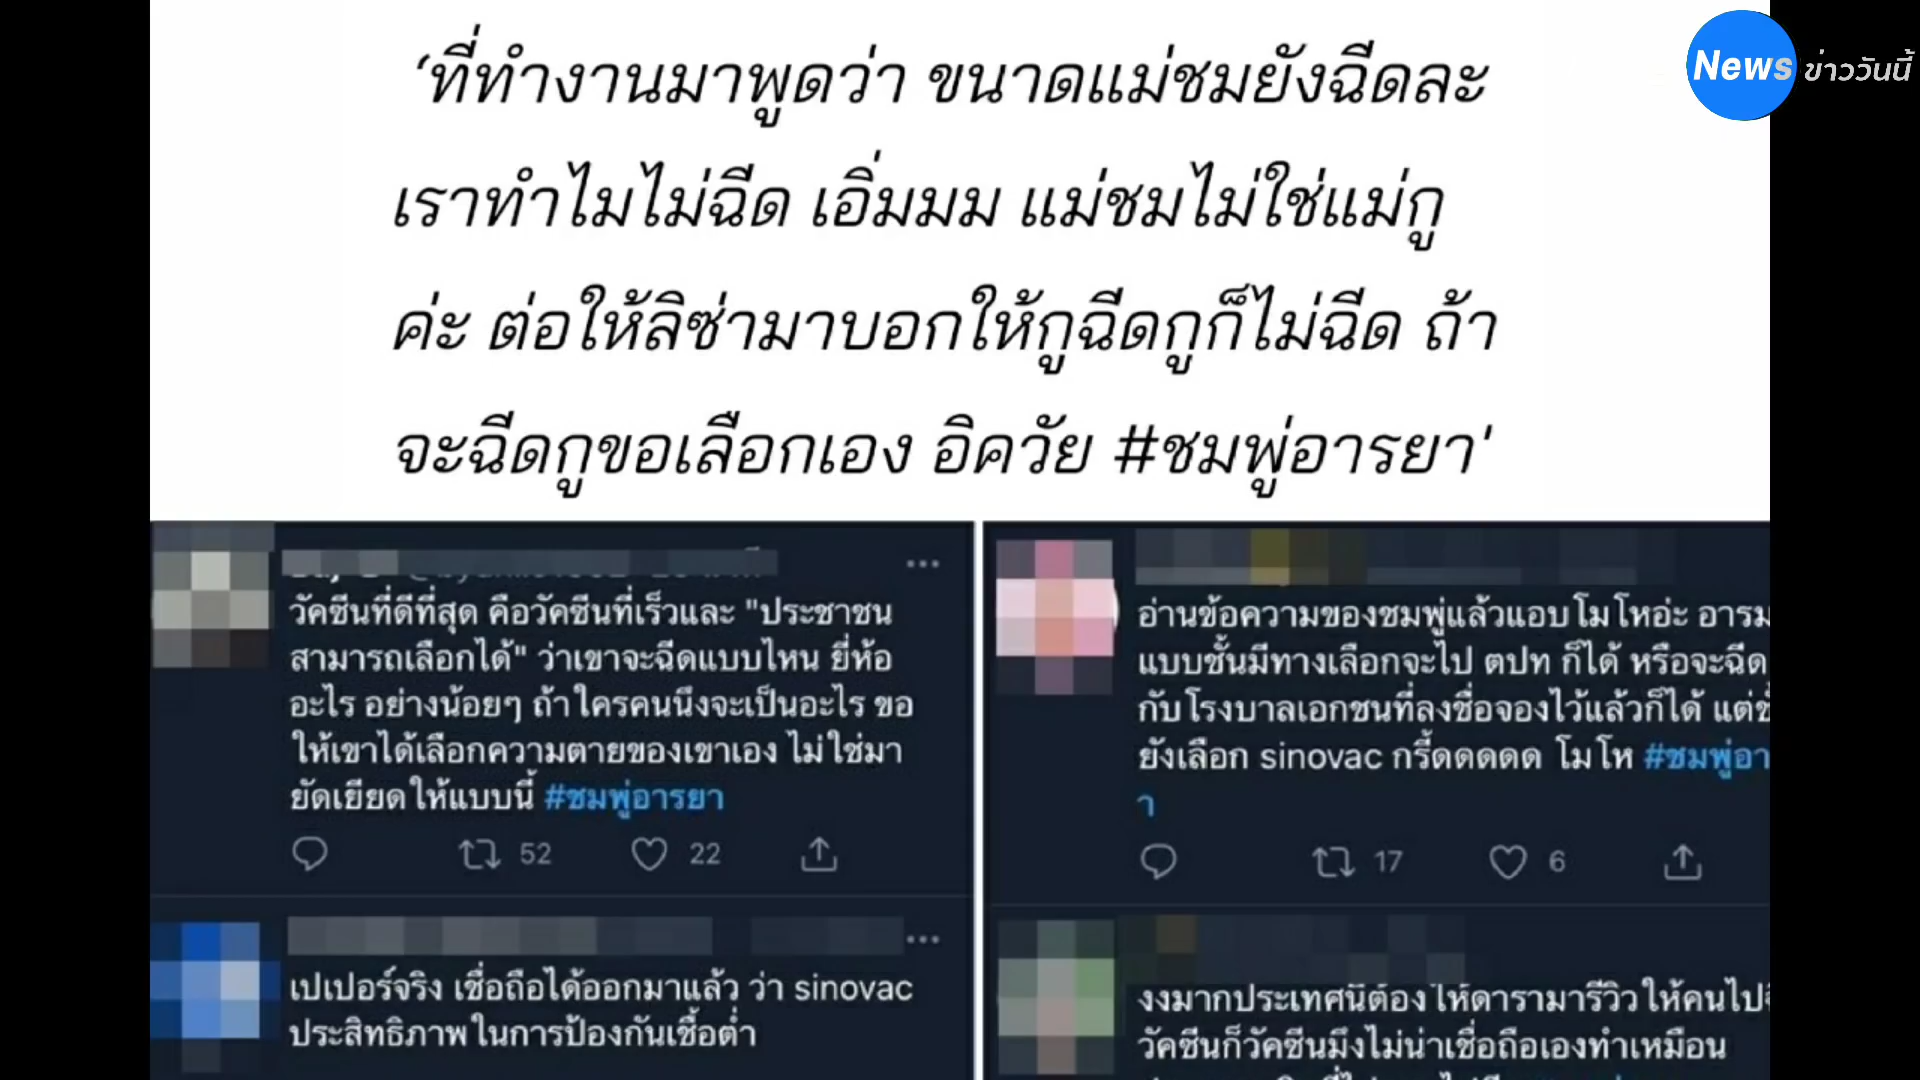 News ข่าววันนี้
‘ที่ทำงานมาพูดว่า ขนาดแม่ชมยังฉีดละ
เราทำไมไม่ฉีด เอิ่มมม แม่ชมไม่ใช่แม่กู
ค่ะ ต่อให้ลิซ่ามาบอกให้กูฉีดกูก็ไม่ฉีด ถ้า
จะฉีดกูขอเลือกเอง อิควัย #ชมพู่อารยา'
วัคซีนที่ดีที่สุด คือวัคซีนที่เร็วและ "ประชาชน
สามารถเลือกได้" ว่าเขาจะฉีดแบบไหน ยี่ห้อ
อะไร อย่างน้อยๆ ถ้าใครคนนึงจะเป็นอะไร ขอ
ให้เขาได้เลือกความตายของเขาเอง ไม่ใช่มา
ยัดเยียดให้แบบนี้ #ชมพู่อารยา
52 22
เปเปอร์จริง เชื่อถือได้ออกมาแล้ว ว่า sinovac
ประสิทธิภาพในการป้องกันเชื้อต่ำ
อ่านข้อความของชมพู่แล้วแอบโมโหอ่ะ อารม
แบบชั้นมีทางเลือกจะไป ตปท ก็ได้ หรือจะฉีด
กับโรงบาลเอกชนที่ลงชื่อจองไว้แล้วก็ได้ แต่
ยังเลือก sinovac กรี้ดดดดด โมโห #ชมพู่อา
า
17 6
งงมากประเทศนี้ต้องให้ดารามารีวิวให้คนไป
วัคซีนก็วัคซีนมึงไม่น่าเชื่อถือเองทำเหมือน